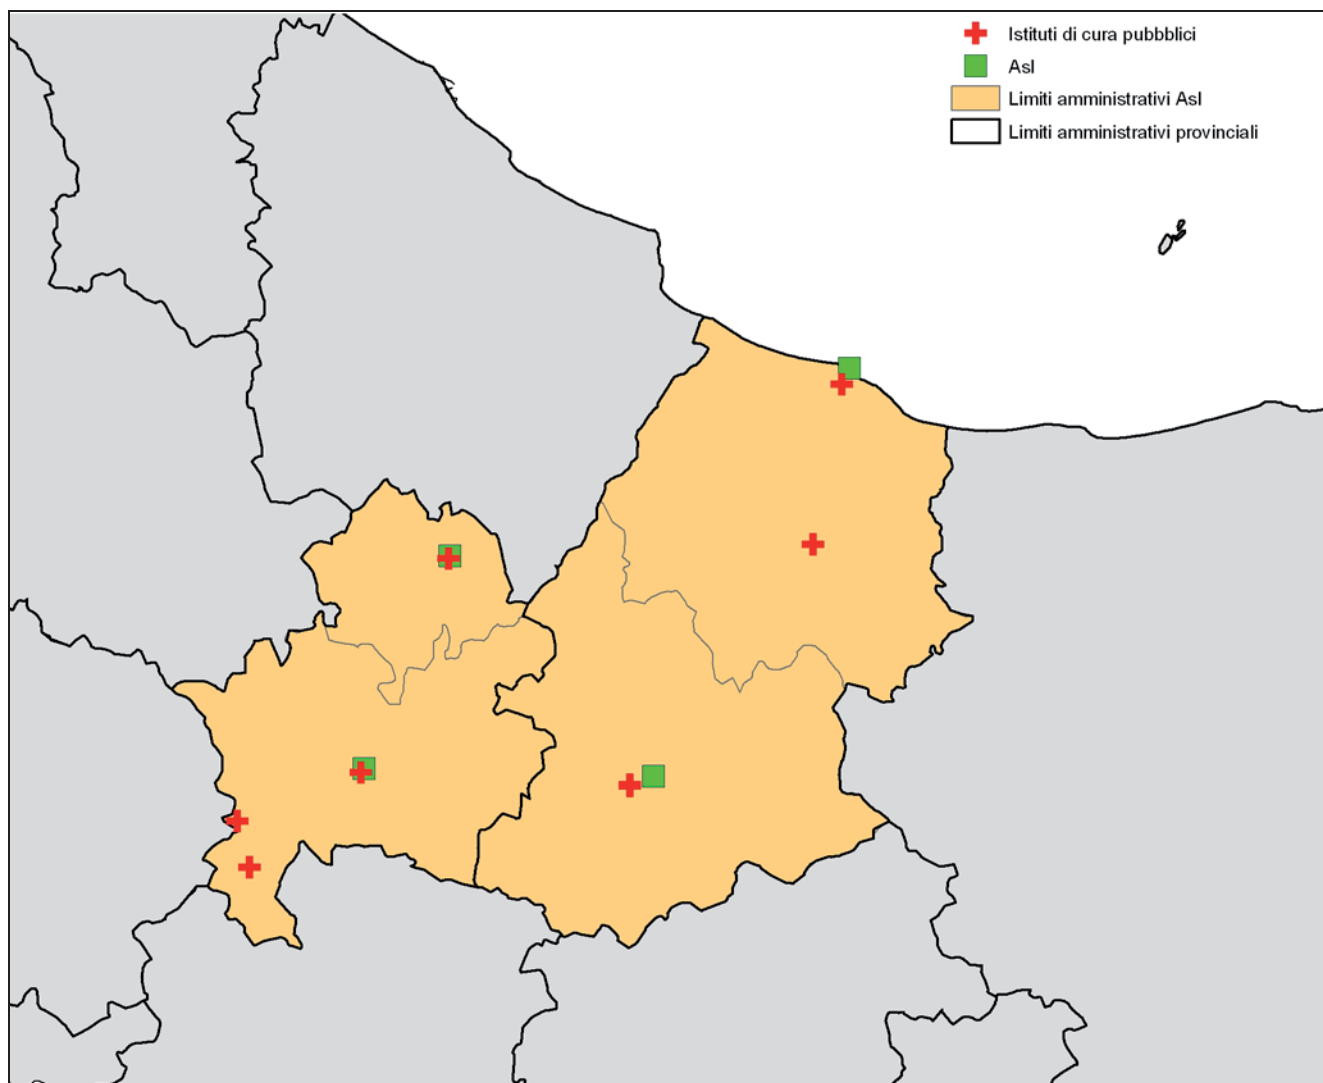 Istituti di cura pubbblici
Asl
Limiti amministrativi Asl
Limiti amministrativi provinciali